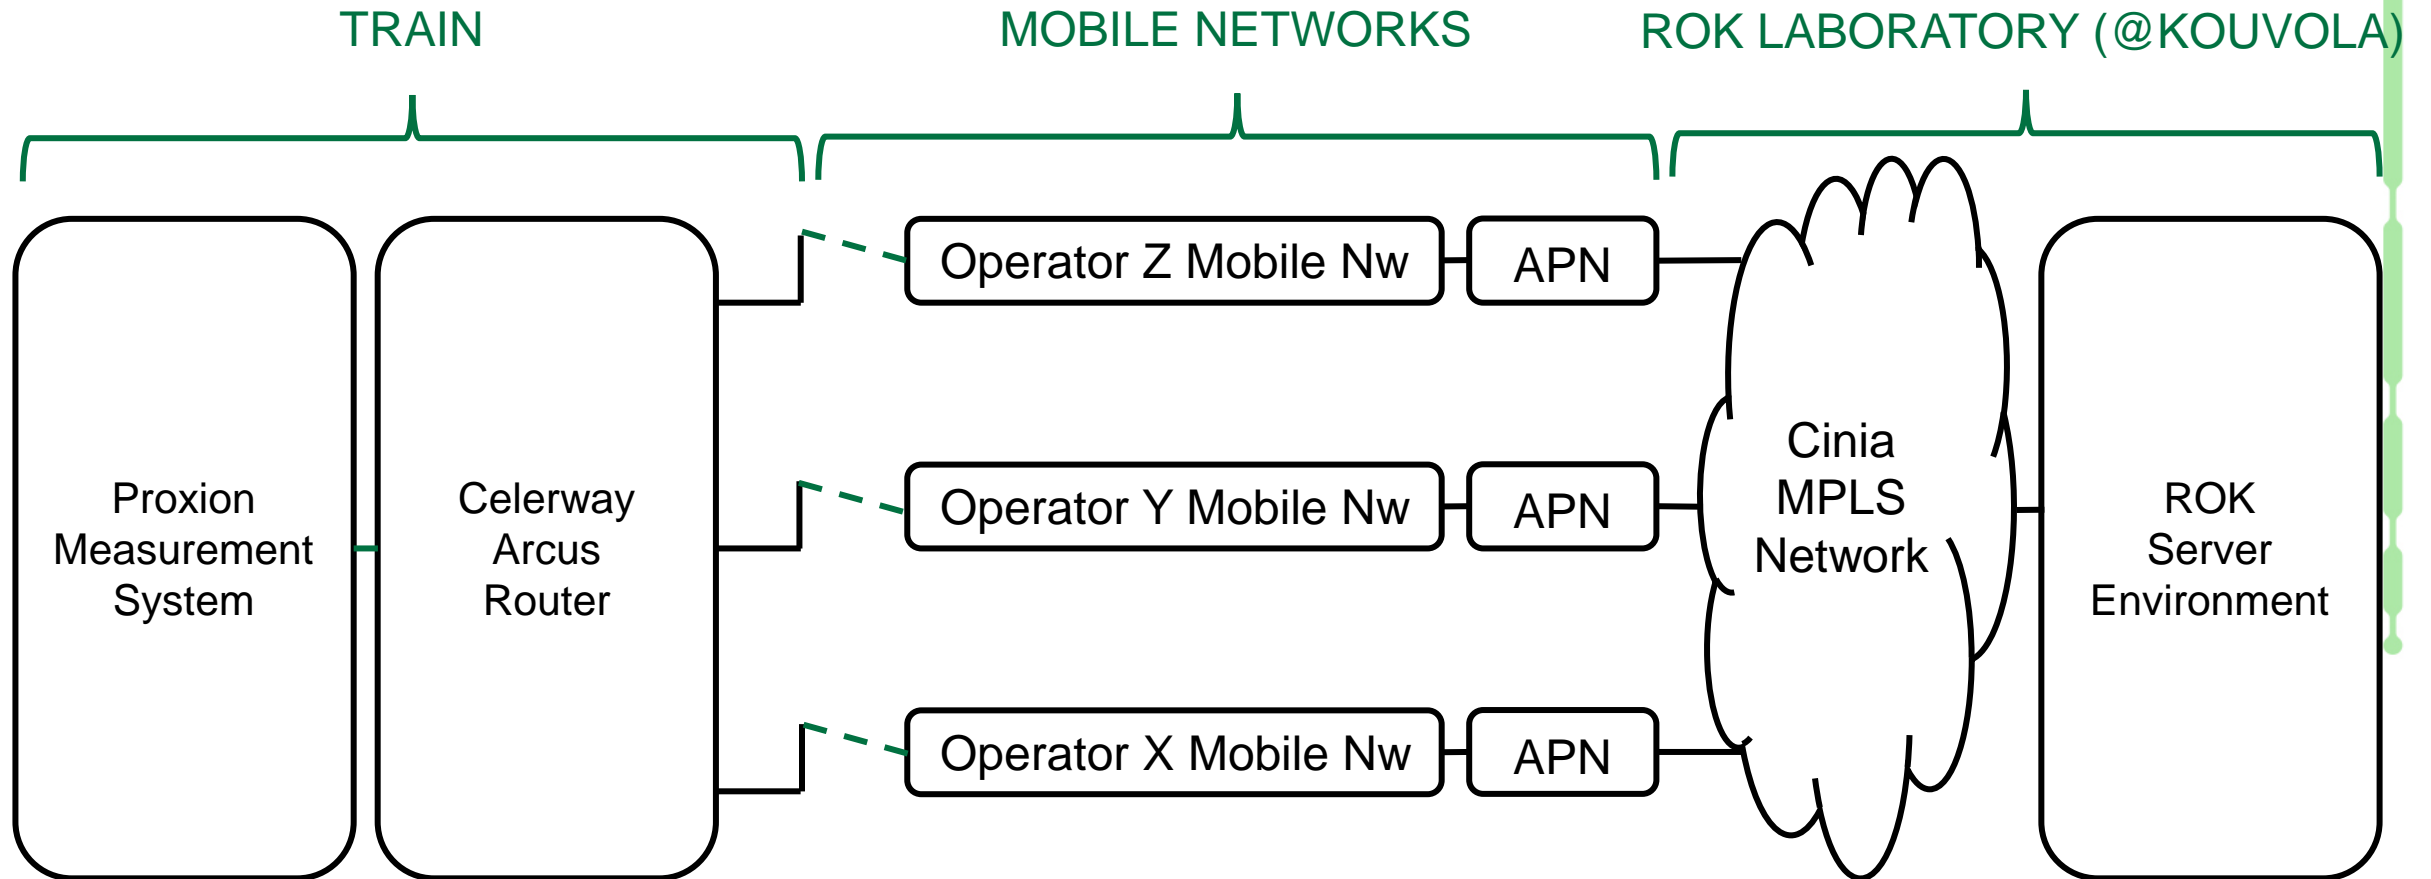 TRAIN
MOBILE NETWORKS
ROK LABORATORY (@KOUVOLA)
Proxion
Measurement
System
Celerway
Arcus
Router
Operator Z Mobile Nw
APN
Operator Y Mobile Nw
APN
Operator X Mobile Nw
APN
Cinia
MPLS
Network
ROK
Server
Environment